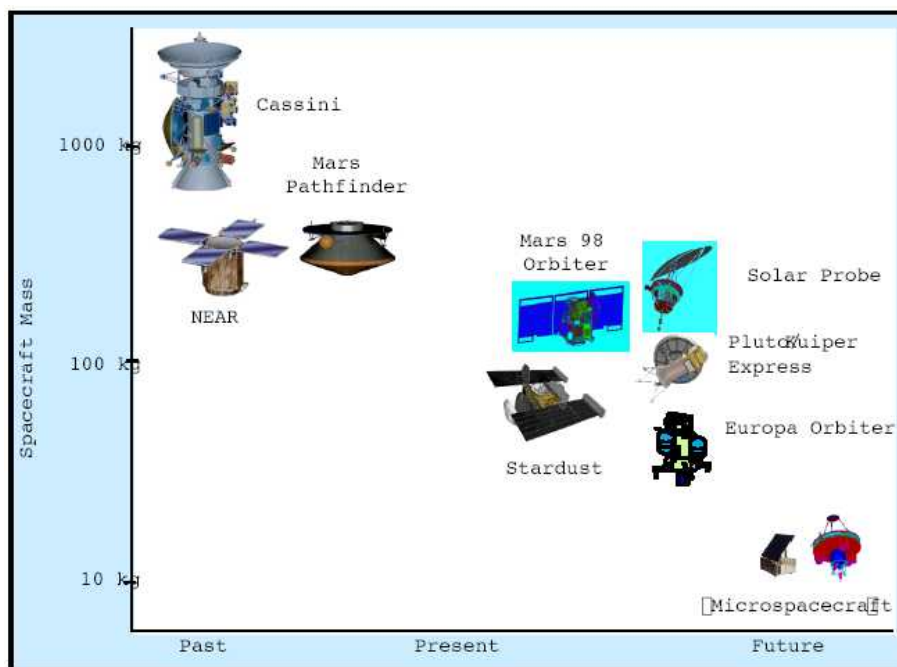 Cassini
1000 kg
Mars
Pathfinder
Mars 98
Orbiter
Solar Probe
NEAR
Pluto/Kuiper
Express
100 kg
Spacecraft Mass
Europa Orbiter
Stardust
10 kg
Microspacecraft
Past
Present
Future